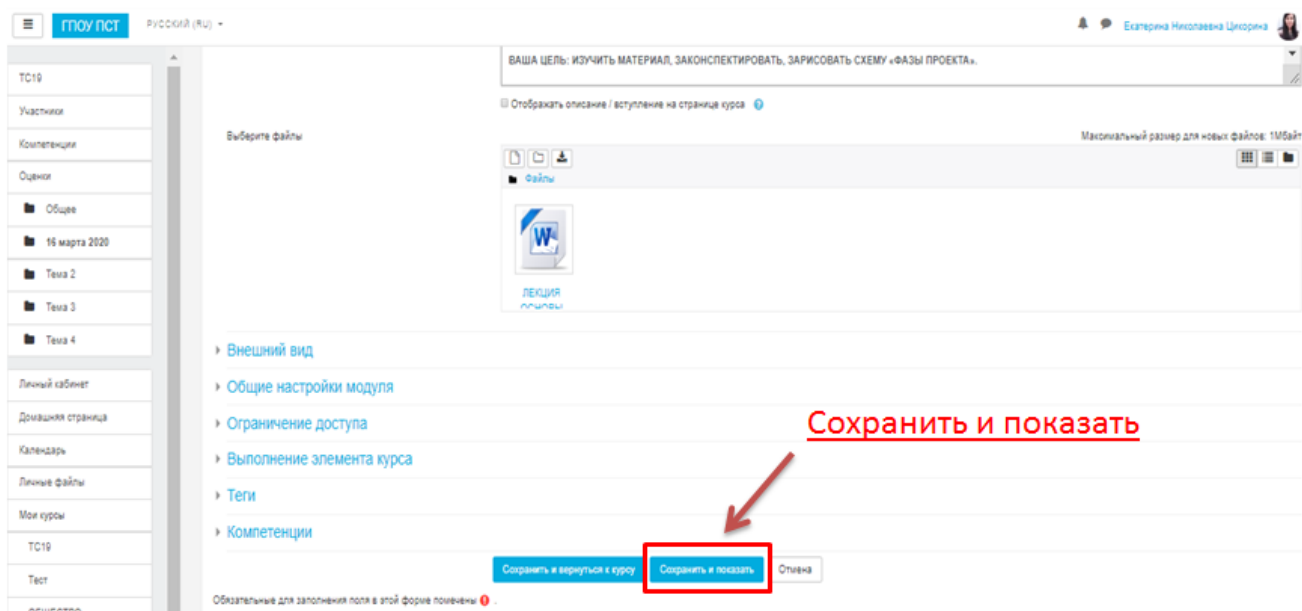 ГПОУ ПСТ
РУССКИЙ (RU)
Екатерина Николаевна Цикорина
ТС19
Участники
Компетенции
Оценки
Общее
16 марта 2020
Тема 2
Тема 3
Тема 4
Личный кабинет
Домашняя страница
Календарь
Личные файлы
Мои курсы
ТС19
Тест
ОБЩЕСТВО
ВАША ЦЕЛЬ: ИЗУЧИТЬ МАТЕРИАЛ, ЗАКОНСПЕКТИРОВАТЬ, ЗАРИСОВАТЬ СХЕМУ «ФАЗЫ ПРОЕКТА».
Отображать описание / вступление на странице курса
Выберите файлы
Максимальный размер для новых файлов: 1Мбайт
Файлы
ЛЕКЦИЯ
ОСНОВЫ
Внешний вид
Общие настройки модуля
Ограничение доступа
Выполнение элемента курса
Теги
Компетенции
Сохранить и показать
Сохранить и вернуться к курсу
Сохранить и показать
Отмена
Обязательные для заполнения поля в этой форме помечены .